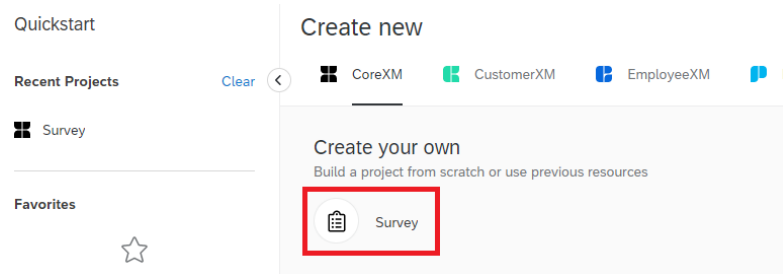 Quickstart
Recent Projects
Clear
Survey
Favorites
Create new
CoreXM
CustomerXM
EmployeeXM
Create your own
Build a project from scratch or use previous resources
Survey